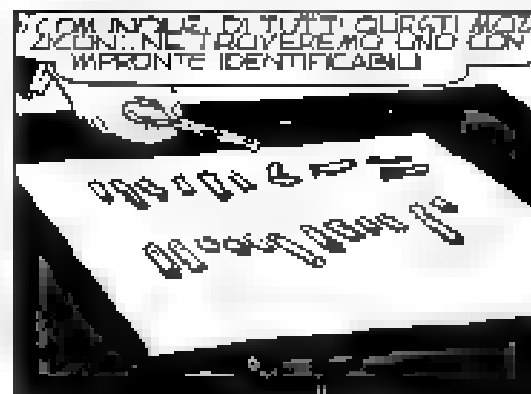 COMUNQUE, DI TUTTI QUESTI MOZ
ZICONI.. NE TROVEREMO UNO CON
IMPRONTE IDENTIFICABILI